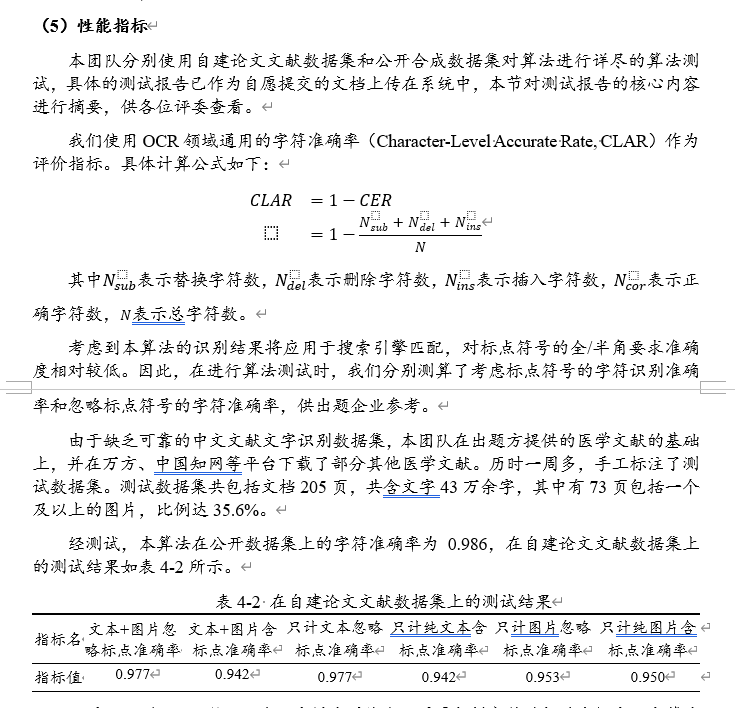 （5）性能指标
本团队分别使用自建论文文献数据集和公开合成数据集对算法进行详尽的算法测
试，具体的测试报告已作为自愿提交的文档上传在系统中，本节对测试报告的核心内容
进行摘要，供各位评委查看。
我们使用 OCR 领域通用的字符准确率（Character-Level Accurate Rate, CLAR）作为
评价指标。具体计算公式如下：
CLAR = 1 − CER
= 1 − (N_sub + N_del + N_ins) / N
其中N_sub表示替换字符数，N_del表示删除字符数，N_ins表示插入字符数，N_cor表示正
确字符数，N表示总字符数。
考虑到本算法的识别结果将应用于搜索引擎匹配，对标点符号的全/半角要求准确
度相对较低。因此，在进行算法测试时，我们分别测算了考虑标点符号的字符识别准确
率和忽略标点符号的字符准确率，供出题企业参考。
由于缺乏可靠的中文文献文字识别数据集，本团队在出题方提供的医学文献的基础
上，并在万方、中国知网等平台下载了部分其他医学文献。历时一周多，手工标注了测
试数据集。测试数据集共包括文档 205 页，共含文字 43 万余字，其中有 73 页包括一个
及以上的图片，比例达 35.6%。
经测试，本算法在公开数据集上的字符准确率为 0.986，在自建论文文献数据集上
的测试结果如表 4-2 所示。
表 4-2 在自建论文文献数据集上的测试结果
指标名 文本+图片忽略标点准确率 文本+图片含标点准确率 只计文本忽略标点准确率 只计纯文本含标点准确率 只计图片忽略标点准确率 只计纯图片含标点准确率
指标值 0.977 0.942 0.977 0.942 0.953 0.950